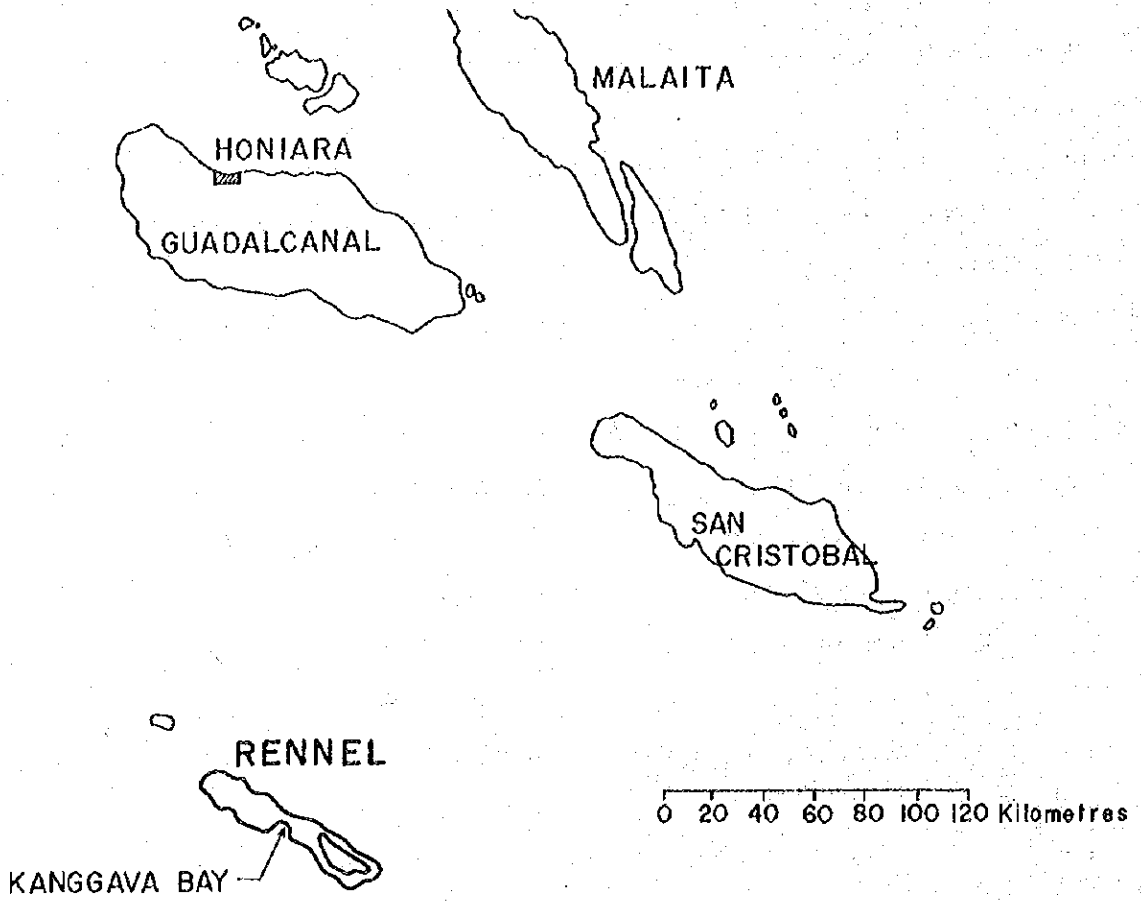 MALAITA
HONIARA
GUADALCANAL
SAN
CRISTOBAL
RENNEL
0 20 40 60 80 100 120 Kilometres
KANGGAVA BAY